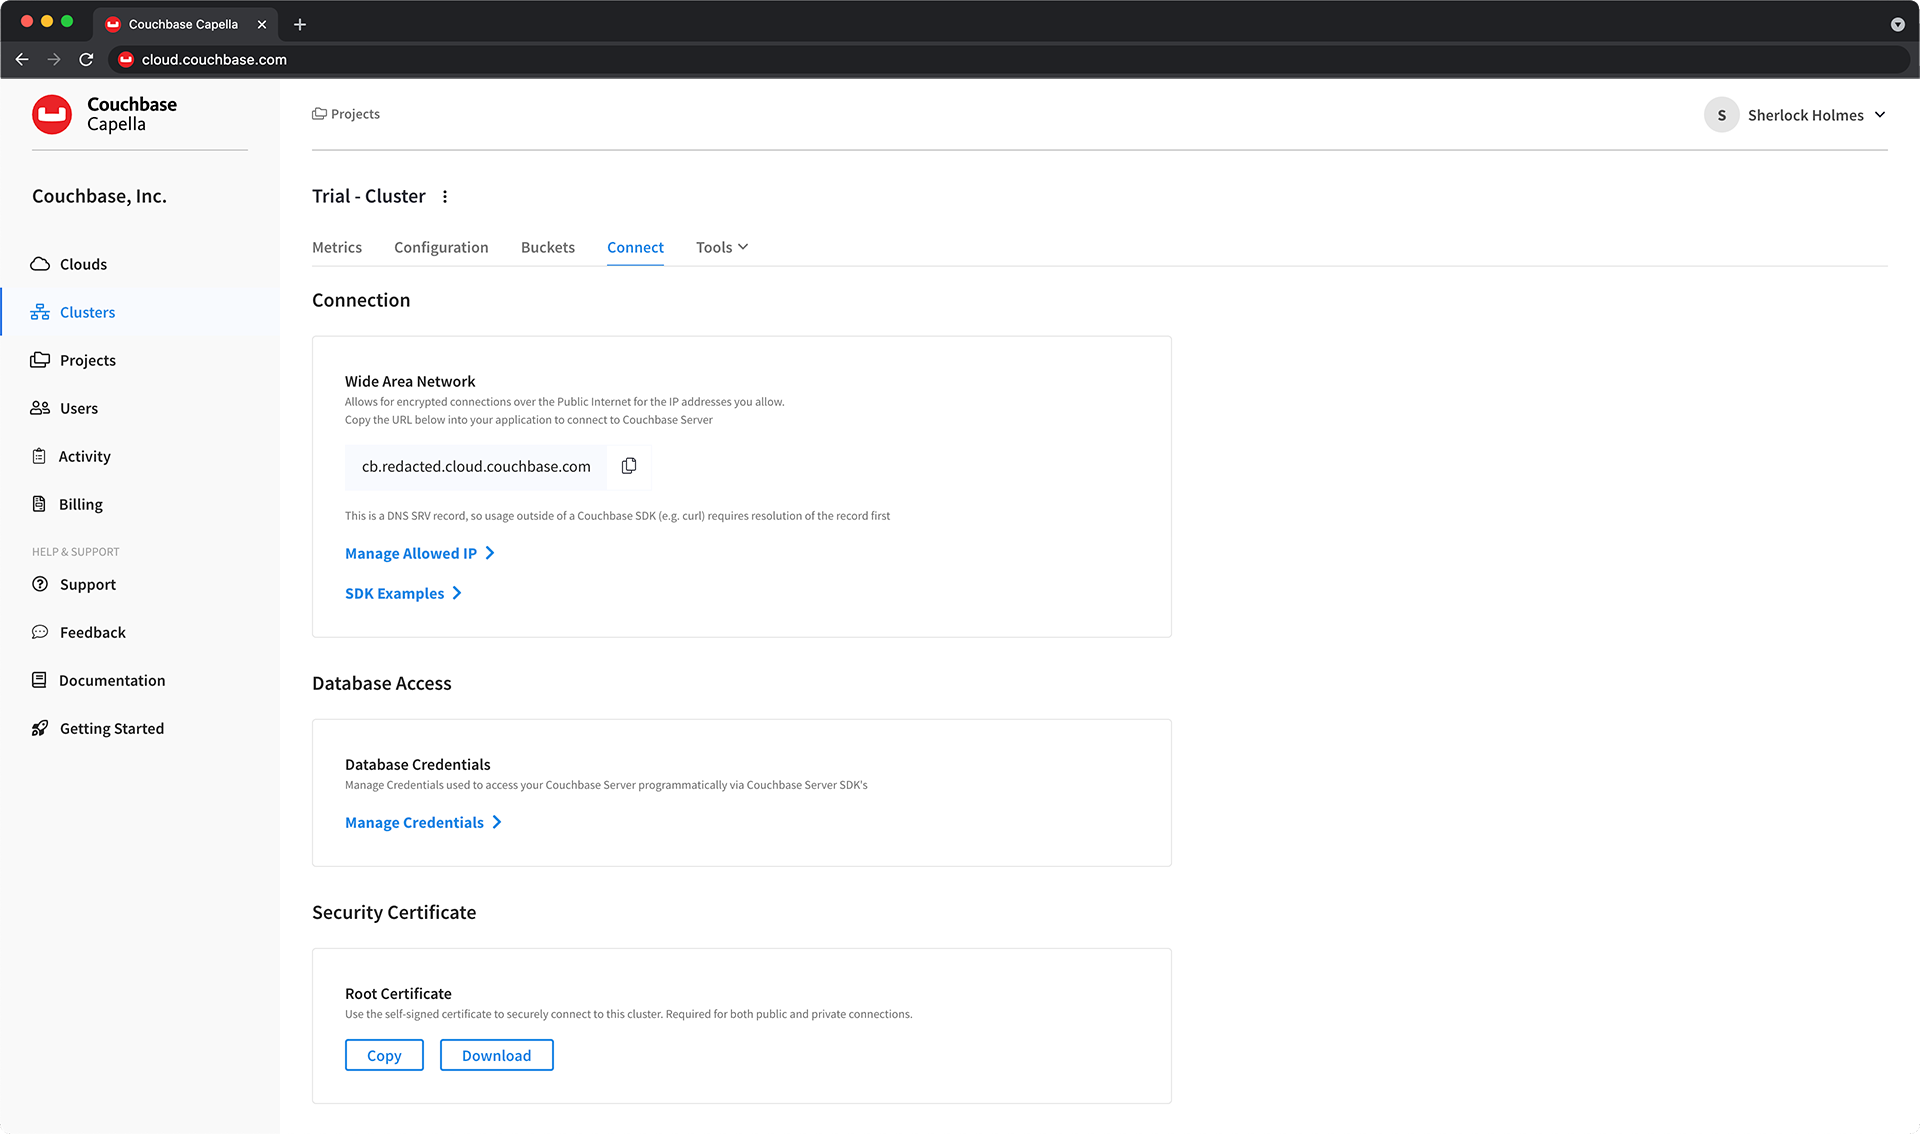 Couchbase Capella
cloud.couchbase.com
Couchbase
Capella
Projects
S
Sherlock Holmes
Couchbase, Inc.
Clouds
Clusters
Projects
Users
Activity
Billing
HELP & SUPPORT
Support
Feedback
Documentation
Getting Started
Trial - Cluster
Metrics
Configuration
Buckets
Connect
Tools
Connection
Wide Area Network
Allows for encrypted connections over the Public Internet for the IP addresses you allow.
Copy the URL below into your application to connect to Couchbase Server
cb.redacted.cloud.couchbase.com
This is a DNS SRV record, so usage outside of a Couchbase SDK (e.g. curl) requires resolution of the record first
Manage Allowed IP
SDK Examples
Database Access
Database Credentials
Manage Credentials used to access your Couchbase Server programmatically via Couchbase Server SDK's
Manage Credentials
Security Certificate
Root Certificate
Use the self-signed certificate to securely connect to this cluster. Required for both public and private connections.
Copy
Download